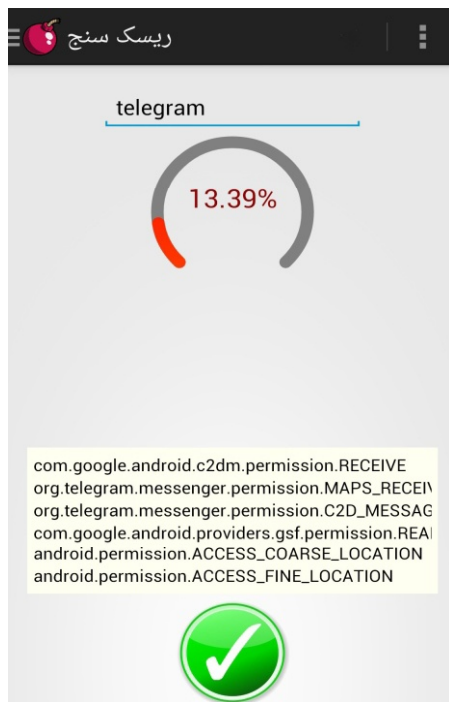 ریسک سنج
telegram
13.39%
com.google.android.c2dm.permission.RECEIVE
org.telegram.messenger.permission.MAPS_RECEIV
org.telegram.messenger.permission.C2D_MESSAG
com.google.android.providers.gsf.permission.REA
android.permission.ACCESS_COARSE_LOCATION
android.permission.ACCESS_FINE_LOCATION